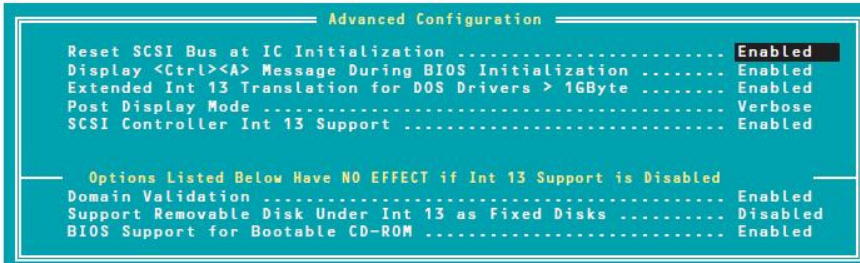 Advanced Configuration
Reset SCSI Bus at IC Initialization ......................... Enabled
Display <Ctrl><A> Message During BIOS Initialization ........ Enabled
Extended Int 13 Translation for DOS Drivers > 1GByte ........ Enabled
Post Display Mode ........................................... Verbose
SCSI Controller Int 13 Support .............................. Enabled
Options Listed Below Have NO EFFECT if Int 13 Support is Disabled
Domain Validation ........................................... Enabled
Support Removable Disk Under Int 13 as Fixed Disks .......... Disabled
BIOS Support for Bootable CD-ROM ............................ Enabled